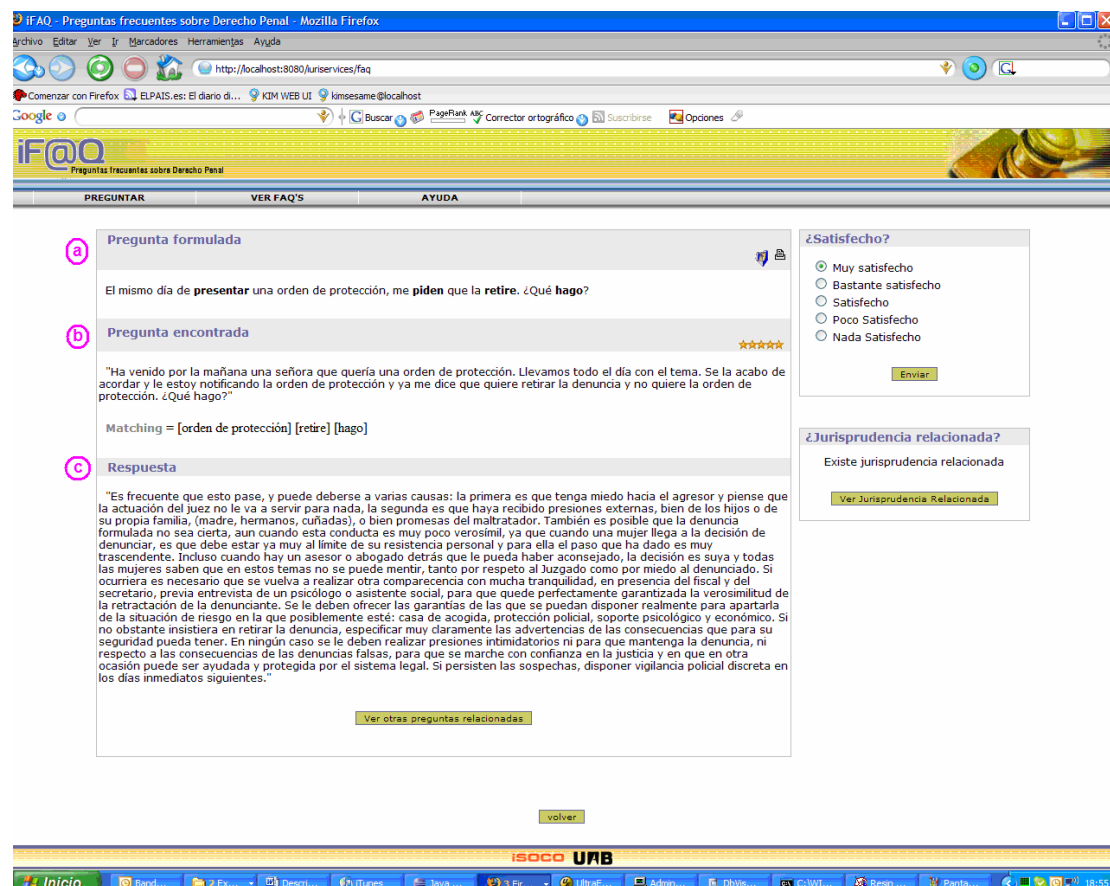 iFAQ - Preguntas frecuentes sobre Derecho Penal - Mozilla Firefox
Archivo Editar Ver Ir Marcadores Herramientas Ayuda
http://localhost:8080/iuriservices/faq
Comenzar con Firefox ELPAIS.es: El diario di... KIM WEB UI kimsesame@localhost
Google Buscar PageRank ABC Corrector ortográfico Suscribirse Opciones
iF@Q
Preguntas frecuentes sobre Derecho Penal
PREGUNTAR VER FAQ'S AYUDA
a Pregunta formulada
El mismo día de presentar una orden de protección, me piden que la retire. ¿Qué hago?
b Pregunta encontrada
"Ha venido por la mañana una señora que quería una orden de protección. Llevamos todo el día con el tema. Se la acabo de
acordar y le estoy notificando la orden de protección y ya me dice que quiere retirar la denuncia y no quiere la orden de
protección. ¿Qué hago?"
Matching = [orden de protección] [retire] [hago]
c Respuesta
"Es frecuente que esto pase, y puede deberse a varias causas: la primera es que tenga miedo hacia el agresor y piense que
la actuación del juez no le va a servir para nada, la segunda es que haya recibido presiones externas, bien de los hijos o de
su propia familia, (madre, hermanos, cuñadas), o bien promesas del maltratador. También es posible que la denuncia
formulada no sea cierta, aun cuando esta conducta es muy poco verosímil, ya que cuando una mujer llega a la decisión de
denunciar, es que debe estar ya muy al límite de su resistencia personal y para ella el paso que ha dado es muy
trascendente. Incluso cuando hay un asesor o abogado detrás que le pueda haber aconsejado, la decisión es suya y todas
las mujeres saben que en estos temas no se puede mentir, tanto por respeto al Juzgado como por miedo al denunciado. Si
ocurriera es necesario que se vuelva a realizar otra comparecencia con mucha tranquilidad, en presencia del fiscal y del
secretario, previa entrevista de un psicólogo o asistente social, para que quede perfectamente garantizada la verosimilitud de
la retractación de la denunciante. Se le deben ofrecer las garantías de las que se puedan disponer realmente para apartarla
de la situación de riesgo en la que posiblemente esté: casa de acogida, protección policial, soporte psicológico y económico. Si
no obstante insistiera en retirar la denuncia, especificar muy claramente las advertencias de las consecuencias que para su
seguridad pueda tener. En ningún caso se le deben realizar presiones intimidatorios ni para que mantenga la denuncia, ni
respecto a las consecuencias de las denuncias falsas, para que se marche con confianza en la justicia y en que en otra
ocasión puede ser ayudada y protegida por el sistema legal. Si persisten las sospechas, disponer vigilancia policial discreta en
los días inmediatos siguientes."
Ver otras preguntas relacionadas
¿Satisfecho?
Muy satisfecho
Bastante satisfecho
Satisfecho
Poco Satisfecho
Nada Satisfecho
Enviar
¿Jurisprudencia relacionada?
Existe jurisprudencia relacionada
Ver Jurisprudencia Relacionada
volver
isoco UAB
Inicio Band... 2 Ex... Descri... iTunes Java ... 3 Fir... UltraE... Admin... DbVis... C:\WI... Resin ... Panta... 18:55